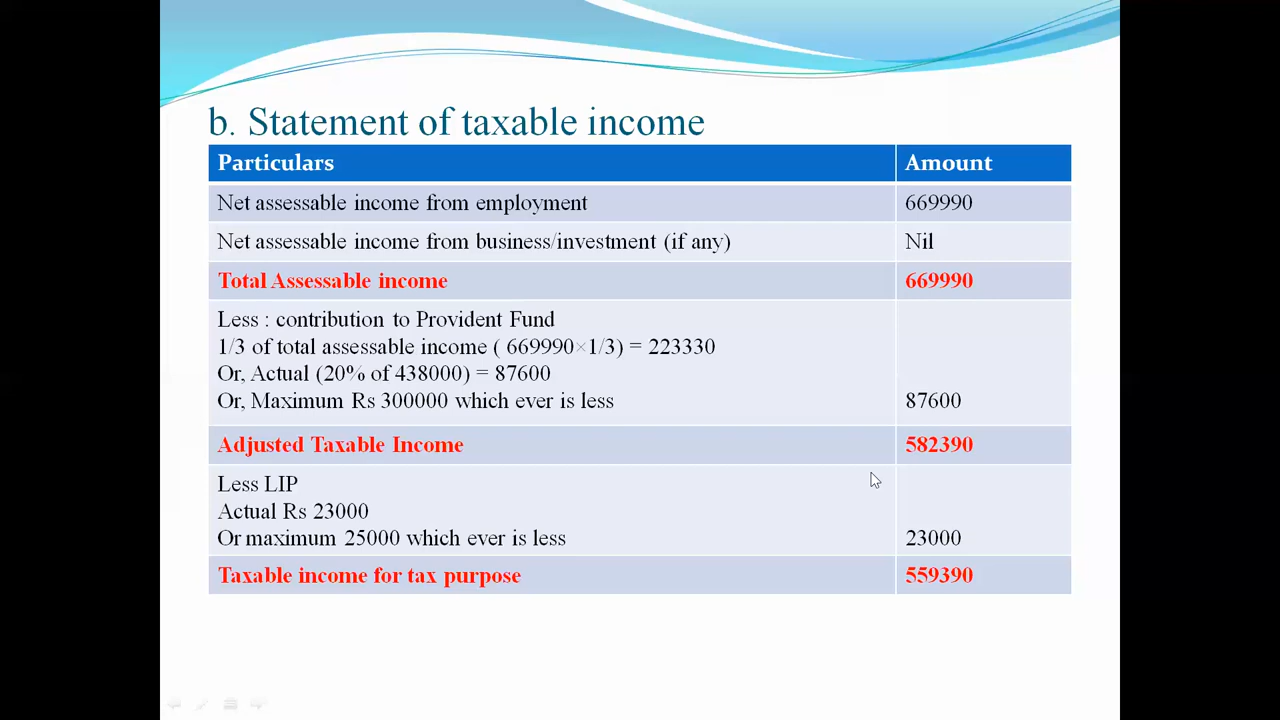 b. Statement of taxable income
Particulars Amount
Net assessable income from employment 669990
Net assessable income from business/investment (if any) Nil
Total Assessable income 669990
Less : contribution to Provident Fund
1/3 of total assessable income ( 669990×1/3) = 223330
Or, Actual (20% of 438000) = 87600
Or, Maximum Rs 300000 which ever is less 87600
Adjusted Taxable Income 582390
Less LIP
Actual Rs 23000
Or maximum 25000 which ever is less 23000
Taxable income for tax purpose 559390